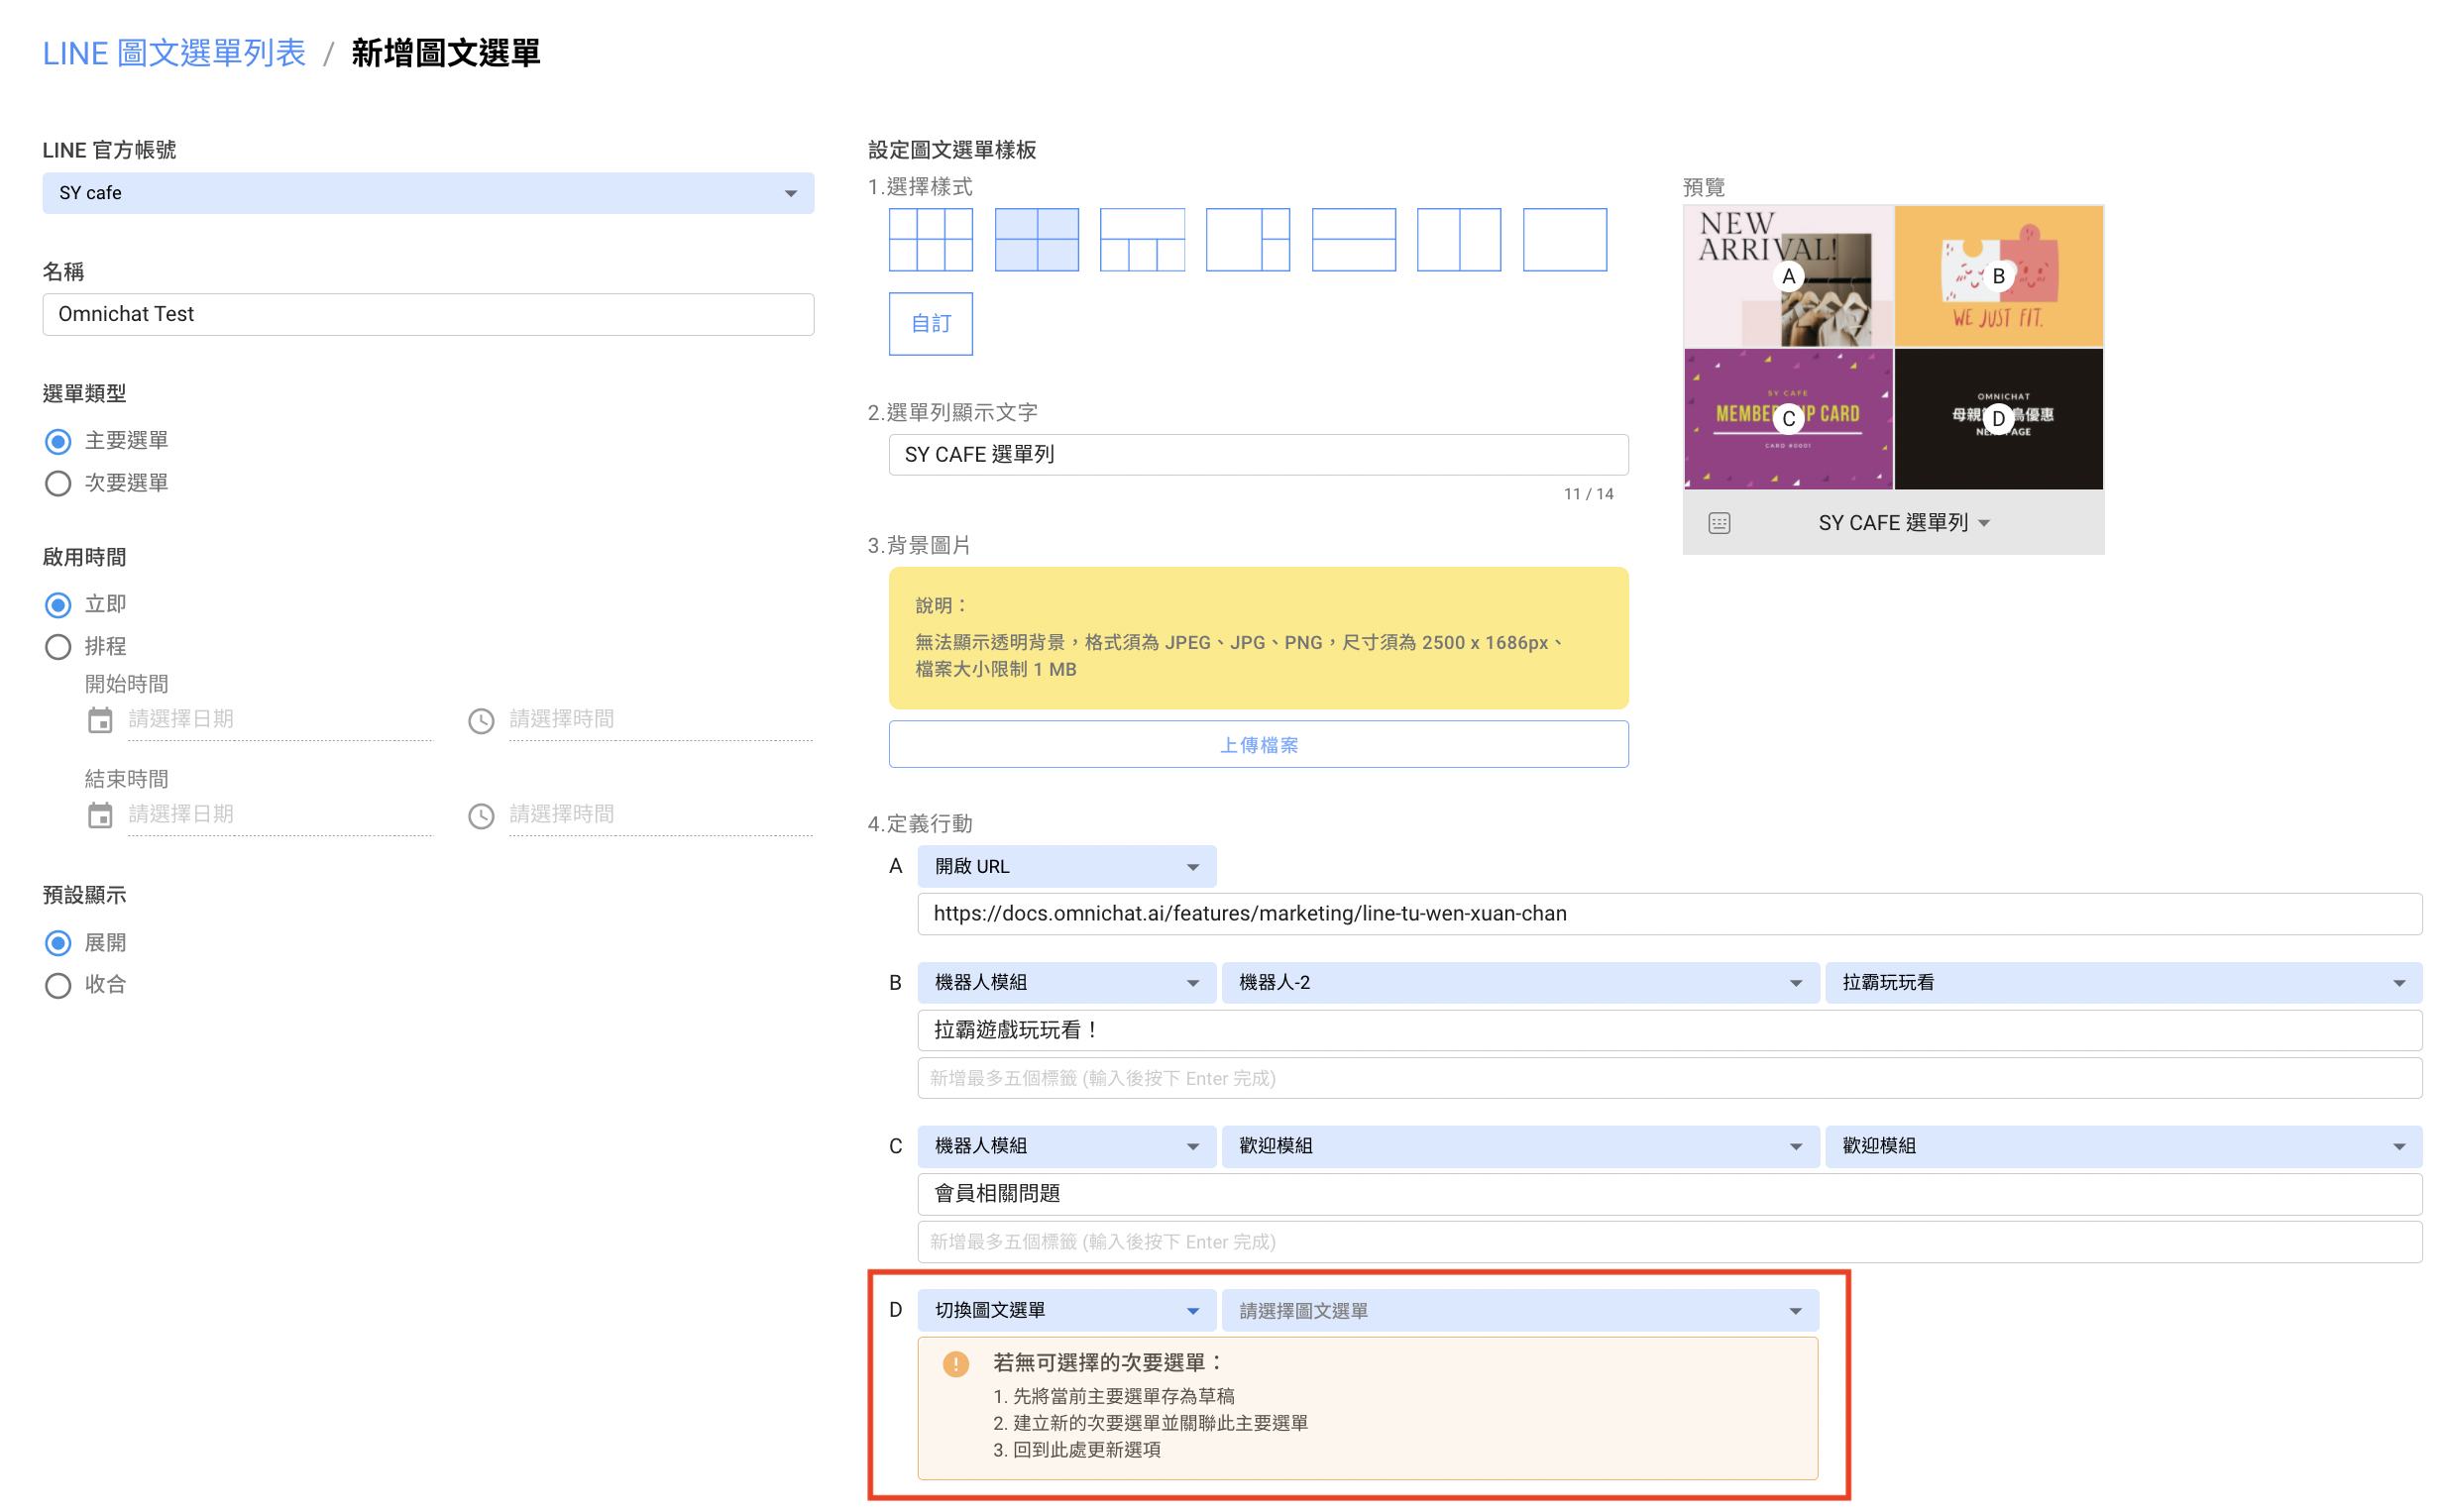 LINE 圖文選單列表 / 新增圖文選單
LINE 官方帳號
SY cafe
名稱
Omnichat Test
選單類型
主要選單
次要選單
啟用時間
立即
排程
開始時間
請選擇日期 請選擇時間
結束時間
請選擇日期 請選擇時間
預設顯示
展開
收合
設定圖文選單樣板
1.選擇樣式
自訂
2.選單列顯示文字
SY CAFE 選單列
11 / 14
3.背景圖片
說明：
無法顯示透明背景，格式須為 JPEG、JPG、PNG，尺寸須為 2500 x 1686px、
檔案大小限制 1 MB
上傳檔案
預覽
NEW
ARRIVAL!
A
B
WE JUST FIT.
SY CAFE
C
CARD
CARD #0001
OMNICHAT
母親
D
鳥優惠
PAGE
SY CAFE 選單列
4.定義行動
A 開啟 URL
https://docs.omnichat.ai/features/marketing/line-tu-wen-xuan-chan
B 機器人模組 機器人-2 拉霸玩玩看
拉霸遊戲玩玩看！
新增最多五個標籤 (輸入後按下 Enter 完成)
C 機器人模組 歡迎模組 歡迎模組
會員相關問題
新增最多五個標籤 (輸入後按下 Enter 完成)
D 切換圖文選單 請選擇圖文選單
若無可選擇的次要選單：
1. 先將當前主要選單存為草稿
2. 建立新的次要選單並關聯此主要選單
3. 回到此處更新選項